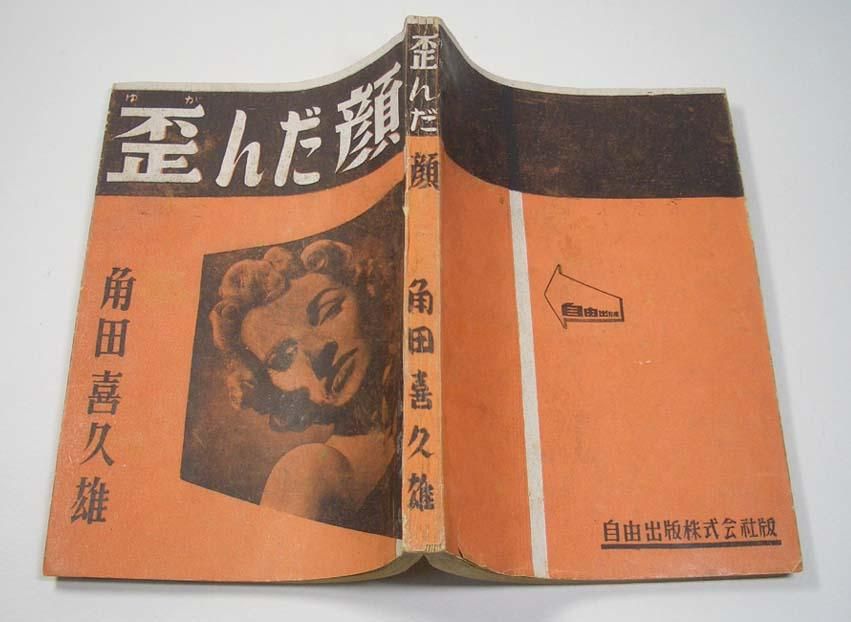 ゆが
歪んだ顔
角田喜久雄
歪んだ顔
角田喜久雄
自由出版
自由出版株式会社版